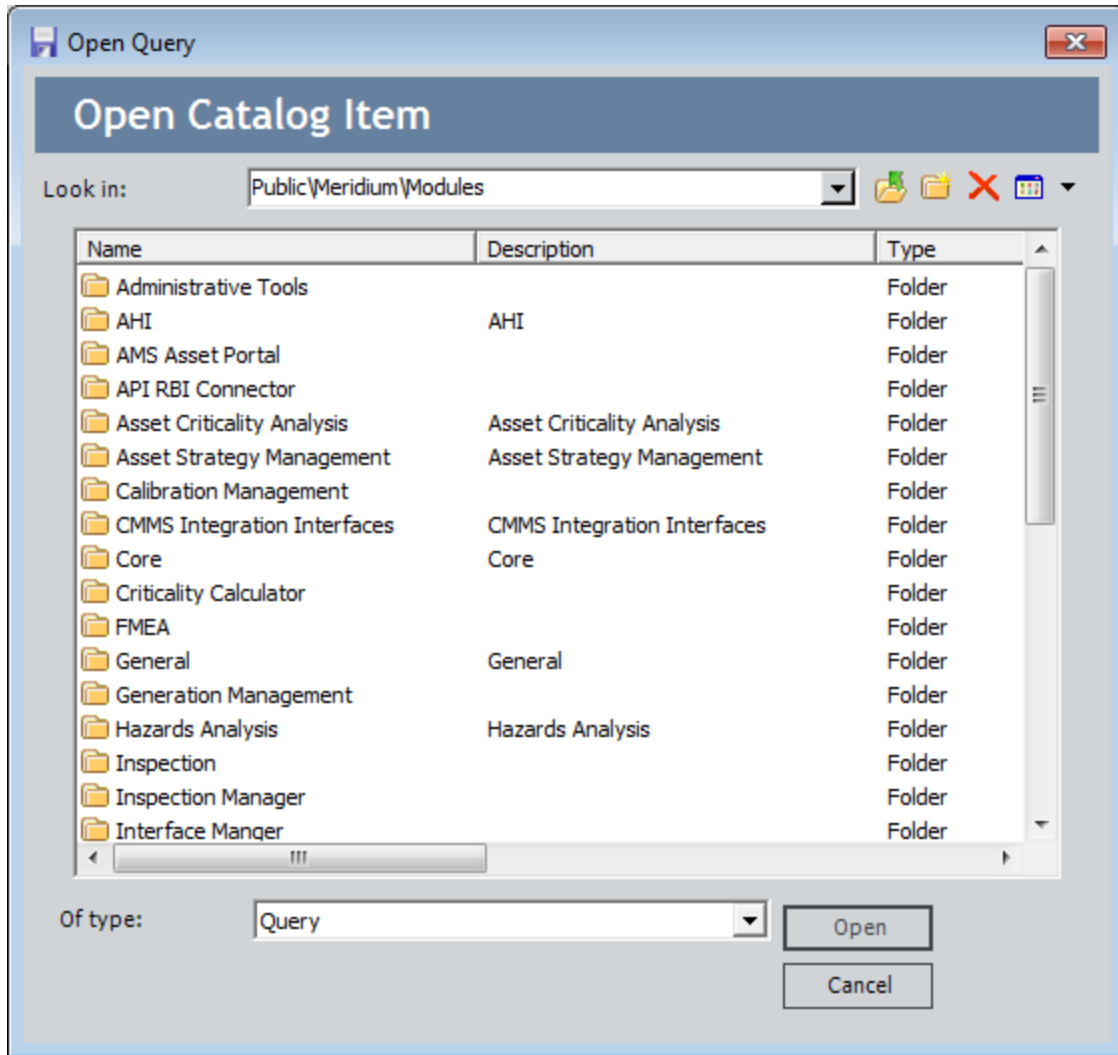 Open Query
Open Catalog Item
Look in: Public\Meridium\Modules
Name Description Type
Administrative Tools Folder
AHI AHI Folder
AMS Asset Portal Folder
API RBI Connector Folder
Asset Criticality Analysis Asset Criticality Analysis Folder
Asset Strategy Management Asset Strategy Management Folder
Calibration Management Folder
CMMS Integration Interfaces CMMS Integration Interfaces Folder
Core Core Folder
Criticality Calculator Folder
FMEA Folder
General General Folder
Generation Management Folder
Hazards Analysis Hazards Analysis Folder
Inspection Folder
Inspection Manager Folder
Interface Manger Folder
Of type: Query Open
Cancel